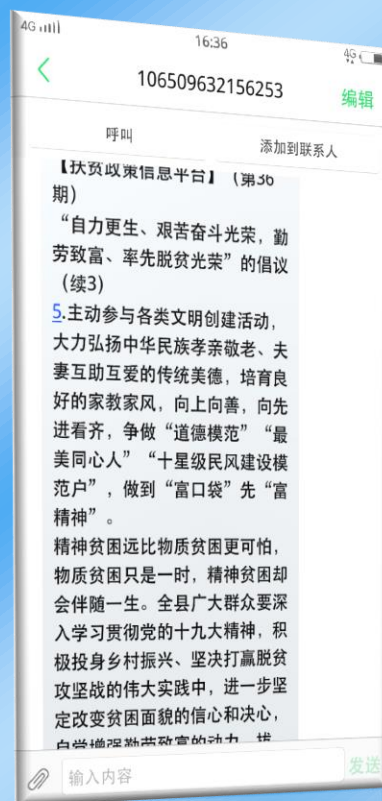 4G
16:36
4G
106509632156253
编辑
呼叫
添加到联系人
【扶贫政策信息平台】（第36
期）
“自力更生、艰苦奋斗光荣，勤
劳致富、率先脱贫光荣”的倡议
（续3）
5.主动参与各类文明创建活动，
大力弘扬中华民族孝亲敬老、夫
妻互助互爱的传统美德，培育良
好的家教家风，向上向善，向先
进看齐，争做“道德模范”“最
美同心人”“十星级民风建设模
范户”，做到“富口袋”先“富
精神”。
精神贫困远比物质贫困更可怕，
物质贫困只是一时，精神贫困却
会伴随一生。全县广大群众要深
入学习贯彻党的十九大精神，积
极投身乡村振兴、坚决打赢脱贫
攻坚战的伟大实践中，进一步坚
定改变贫困面貌的信心和决心，
自觉增强勤劳致富的动力，拔
输入内容
发送